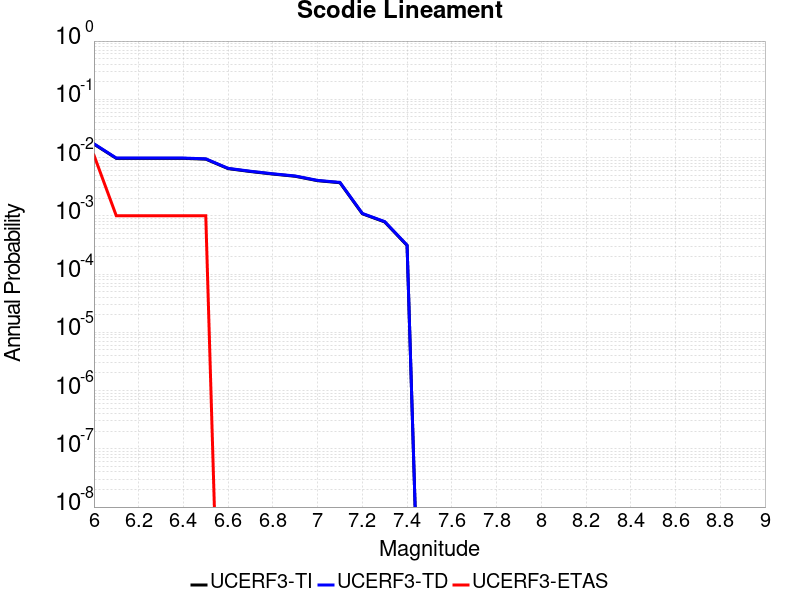 Scodie Lineament
10^0
10^-1
10^-2
10^-3
10^-4
10^-5
10^-6
10^-7
10^-8
Annual Probability
6 6.2 6.4 6.6 6.8 7 7.2 7.4 7.6 7.8 8 8.2 8.4 8.6 8.8 9
Magnitude
UCERF3-TI UCERF3-TD UCERF3-ETAS